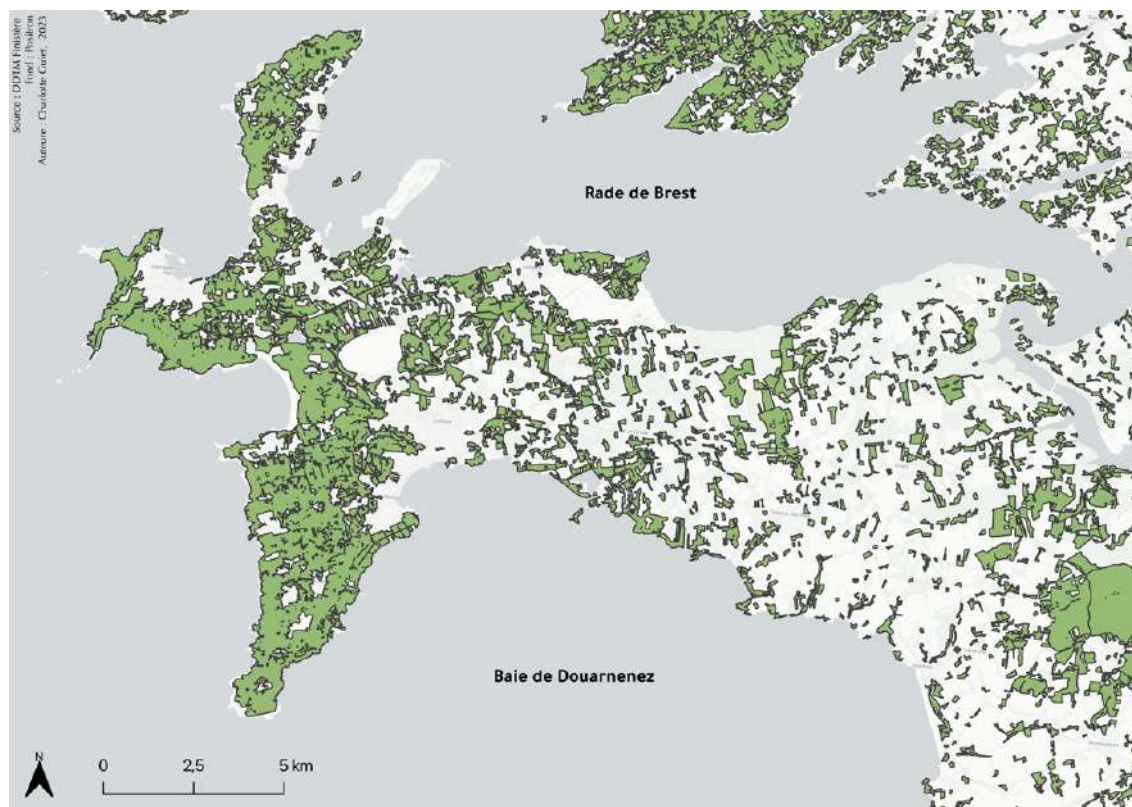 Source : DDTM Finistère
Fond : Positron
Auteure : Charlotte Guiet, 2023
Rade de Brest
Baie de Douarnenez
N
0 2,5 5 km